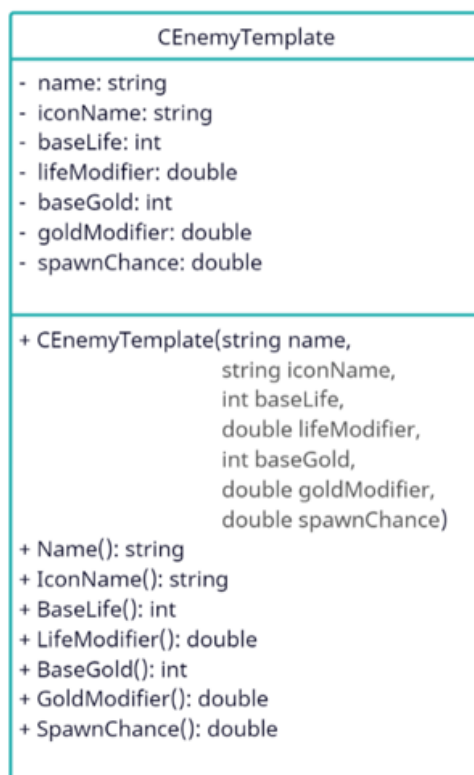 CEnemyTemplate
- name: string
- iconName: string
- baseLife: int
- lifeModifier: double
- baseGold: int
- goldModifier: double
- spawnChance: double
+ CEnemyTemplate(string name,
string iconName,
int baseLife,
double lifeModifier,
int baseGold,
double goldModifier,
double spawnChance)
+ Name(): string
+ IconName(): string
+ BaseLife(): int
+ LifeModifier(): double
+ BaseGold(): int
+ GoldModifier(): double
+ SpawnChance(): double